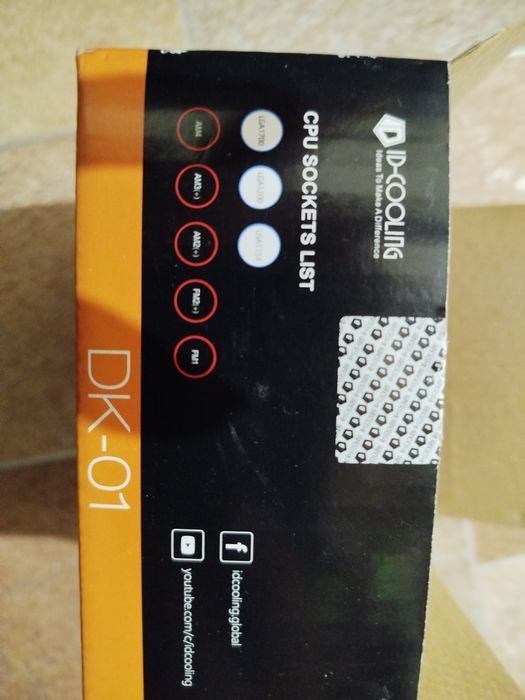 ID-COOLING
Ideas To Make A Difference
CPU SOCKETS LIST
LGA1700
LGA1200
LGA115X
AM4
AM3(+)
AM2(+)
FM2(+)
FM1
idcooling.global
youtube.com/c/idcooling
DK-01